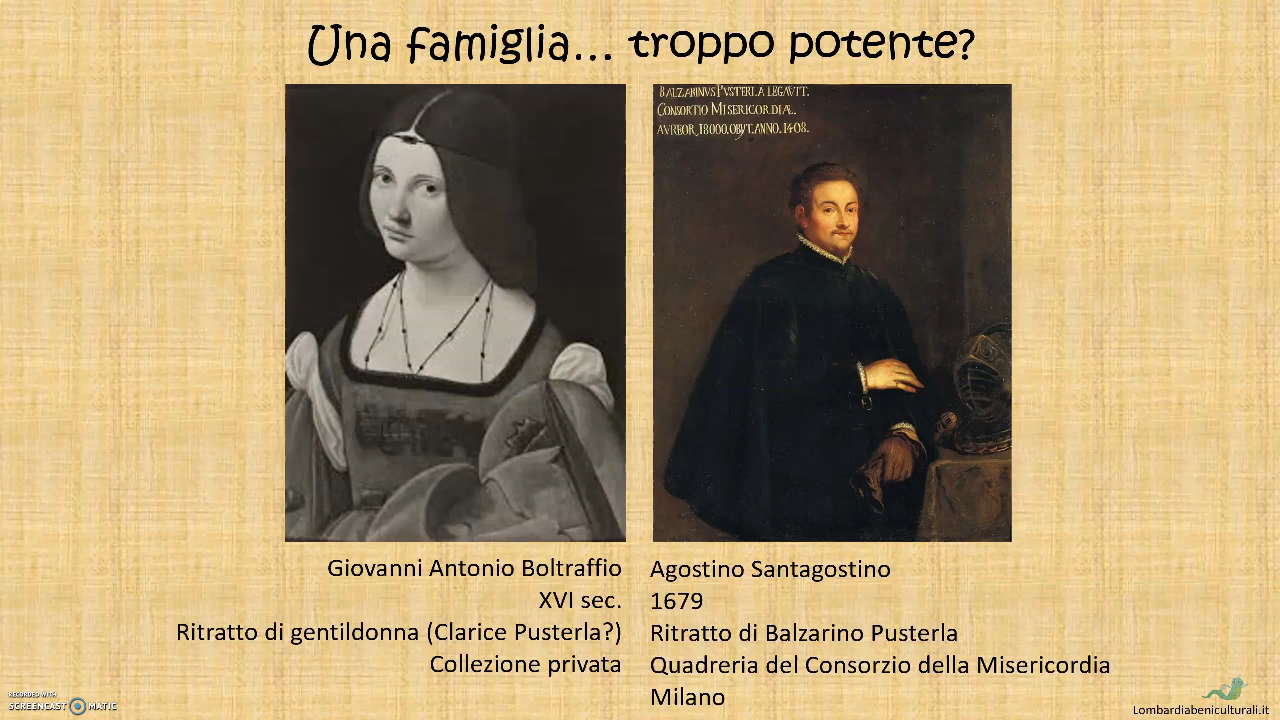 Una famiglia... troppo potente?
BALZARINVS PVSTERLA LEGAVIT.
CONSORTIO MISERICORDIÆ.
AVREOR 18000. OBYT. ANNO. 1408.
Giovanni Antonio Boltraffio
XVI sec.
Ritratto di gentildonna (Clarice Pusterla?)
Collezione privata
Agostino Santagostino
1679
Ritratto di Balzarino Pusterla
Quadreria del Consorzio della Misericordia
Milano
RECORDED WITH
SCREENCAST MATIC
Lombardiabeniculturali.it